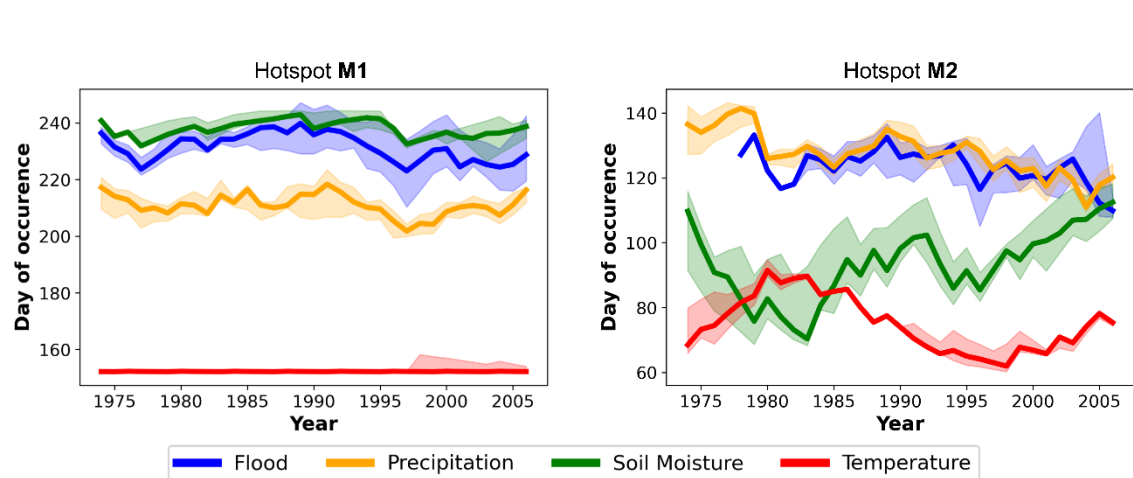 Hotspot M1
Day of occurence
240
220
200
180
160
1975 1980 1985 1990 1995 2000 2005
Year
Hotspot M2
Day of occurence
140
120
100
80
60
1975 1980 1985 1990 1995 2000 2005
Year
Flood Precipitation Soil Moisture Temperature